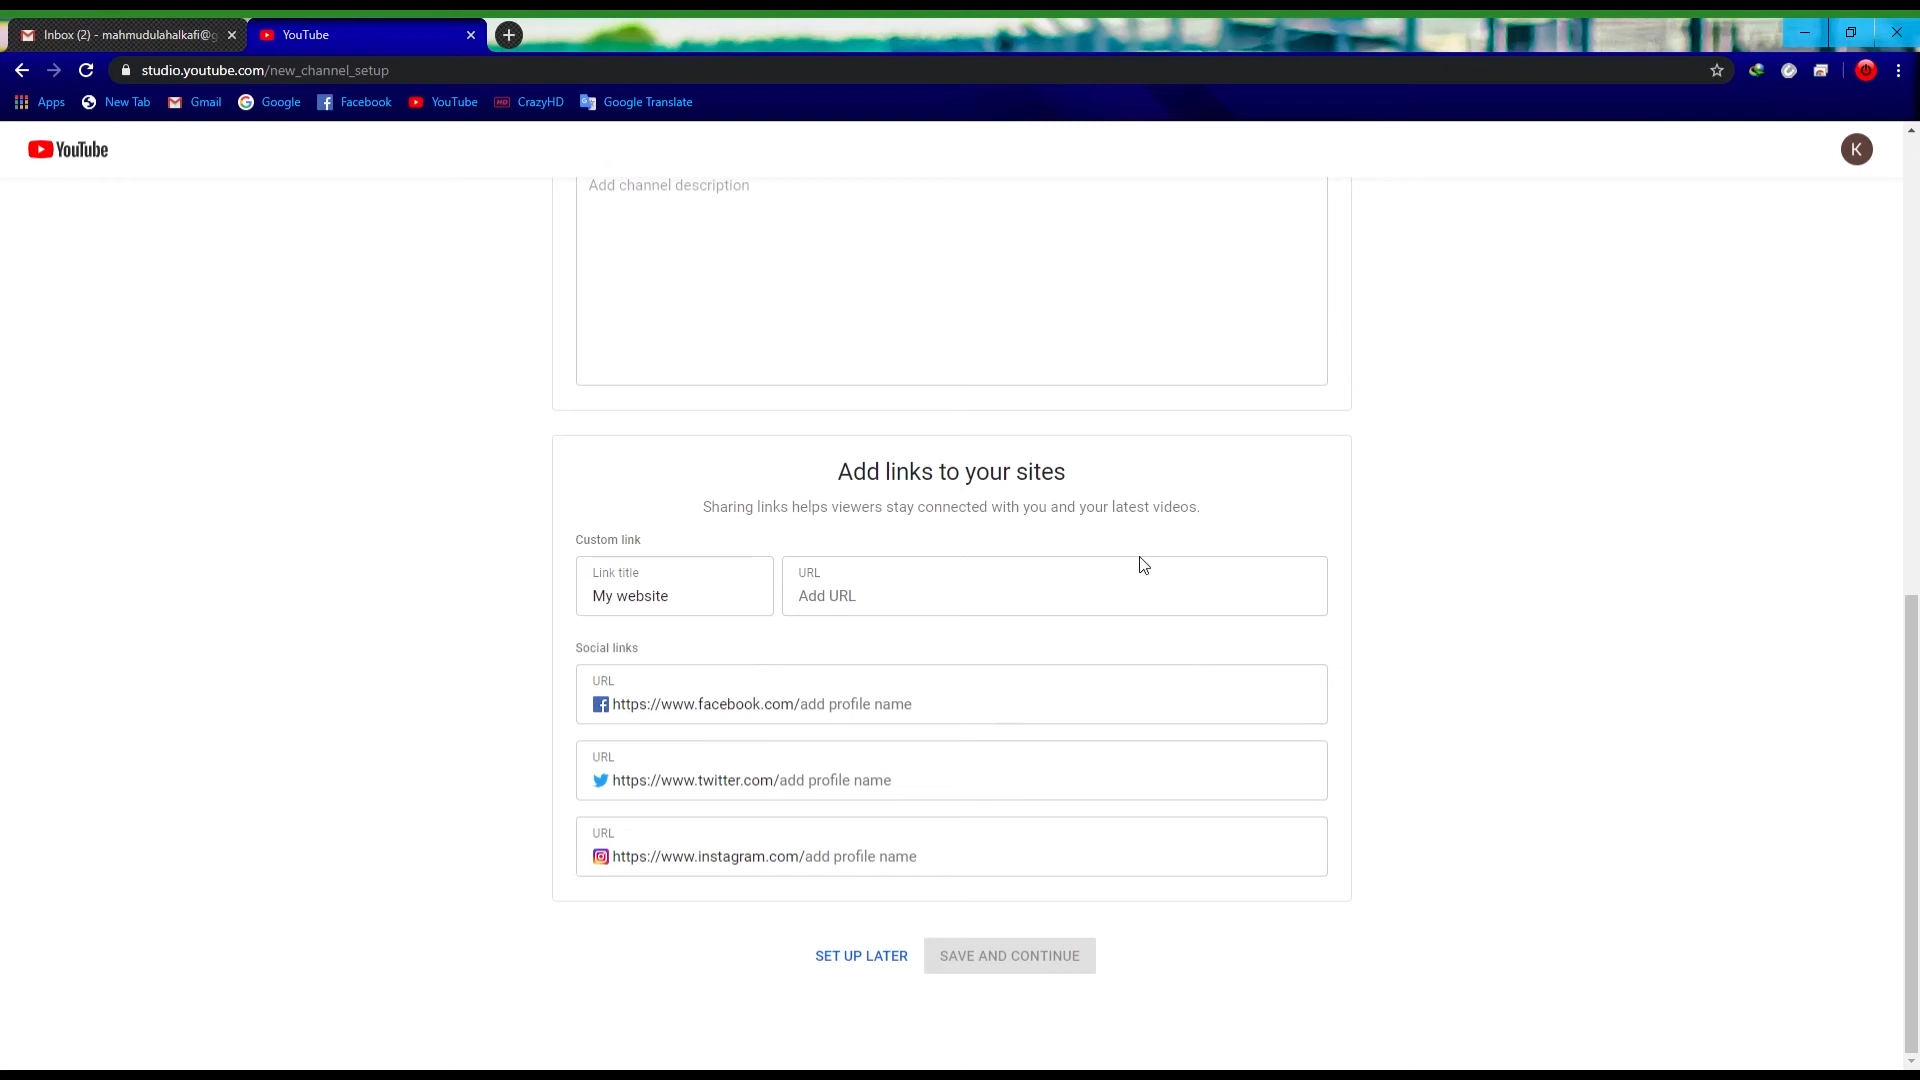 Inbox (2) - mahmudulahalkafi@g
YouTube
studio.youtube.com/new_channel_setup
Apps
New Tab
Gmail
Google
Facebook
YouTube
HD
CrazyHD
Google Translate
YouTube
K
Add channel description
Add links to your sites
Sharing links helps viewers stay connected with you and your latest videos.
Custom link
Link title
URL
My website
Add URL
Social links
URL
https://www.facebook.com/add profile name
URL
https://www.twitter.com/add profile name
URL
https://www.instagram.com/add profile name
SET UP LATER
SAVE AND CONTINUE